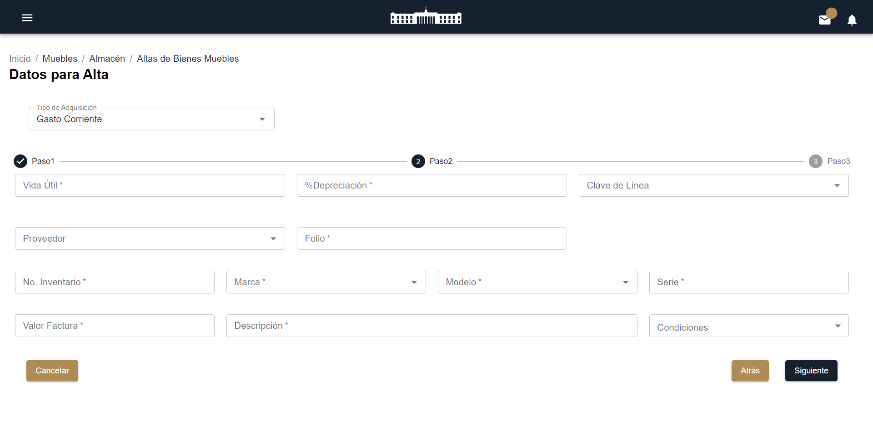 Inicio / Muebles / Almacén / Altas de Bienes Muebles
Datos para Alta
Tipo de Adquisición
Gasto Corriente
Paso1 2 Paso2 3 Paso3
Vida Útil * %Depreciación * Clave de Línea
Proveedor Folio *
No. Inventario * Marca * Modelo * Serie *
Valor Factura * Descripción * Condiciones
Cancelar Atrás Siguiente